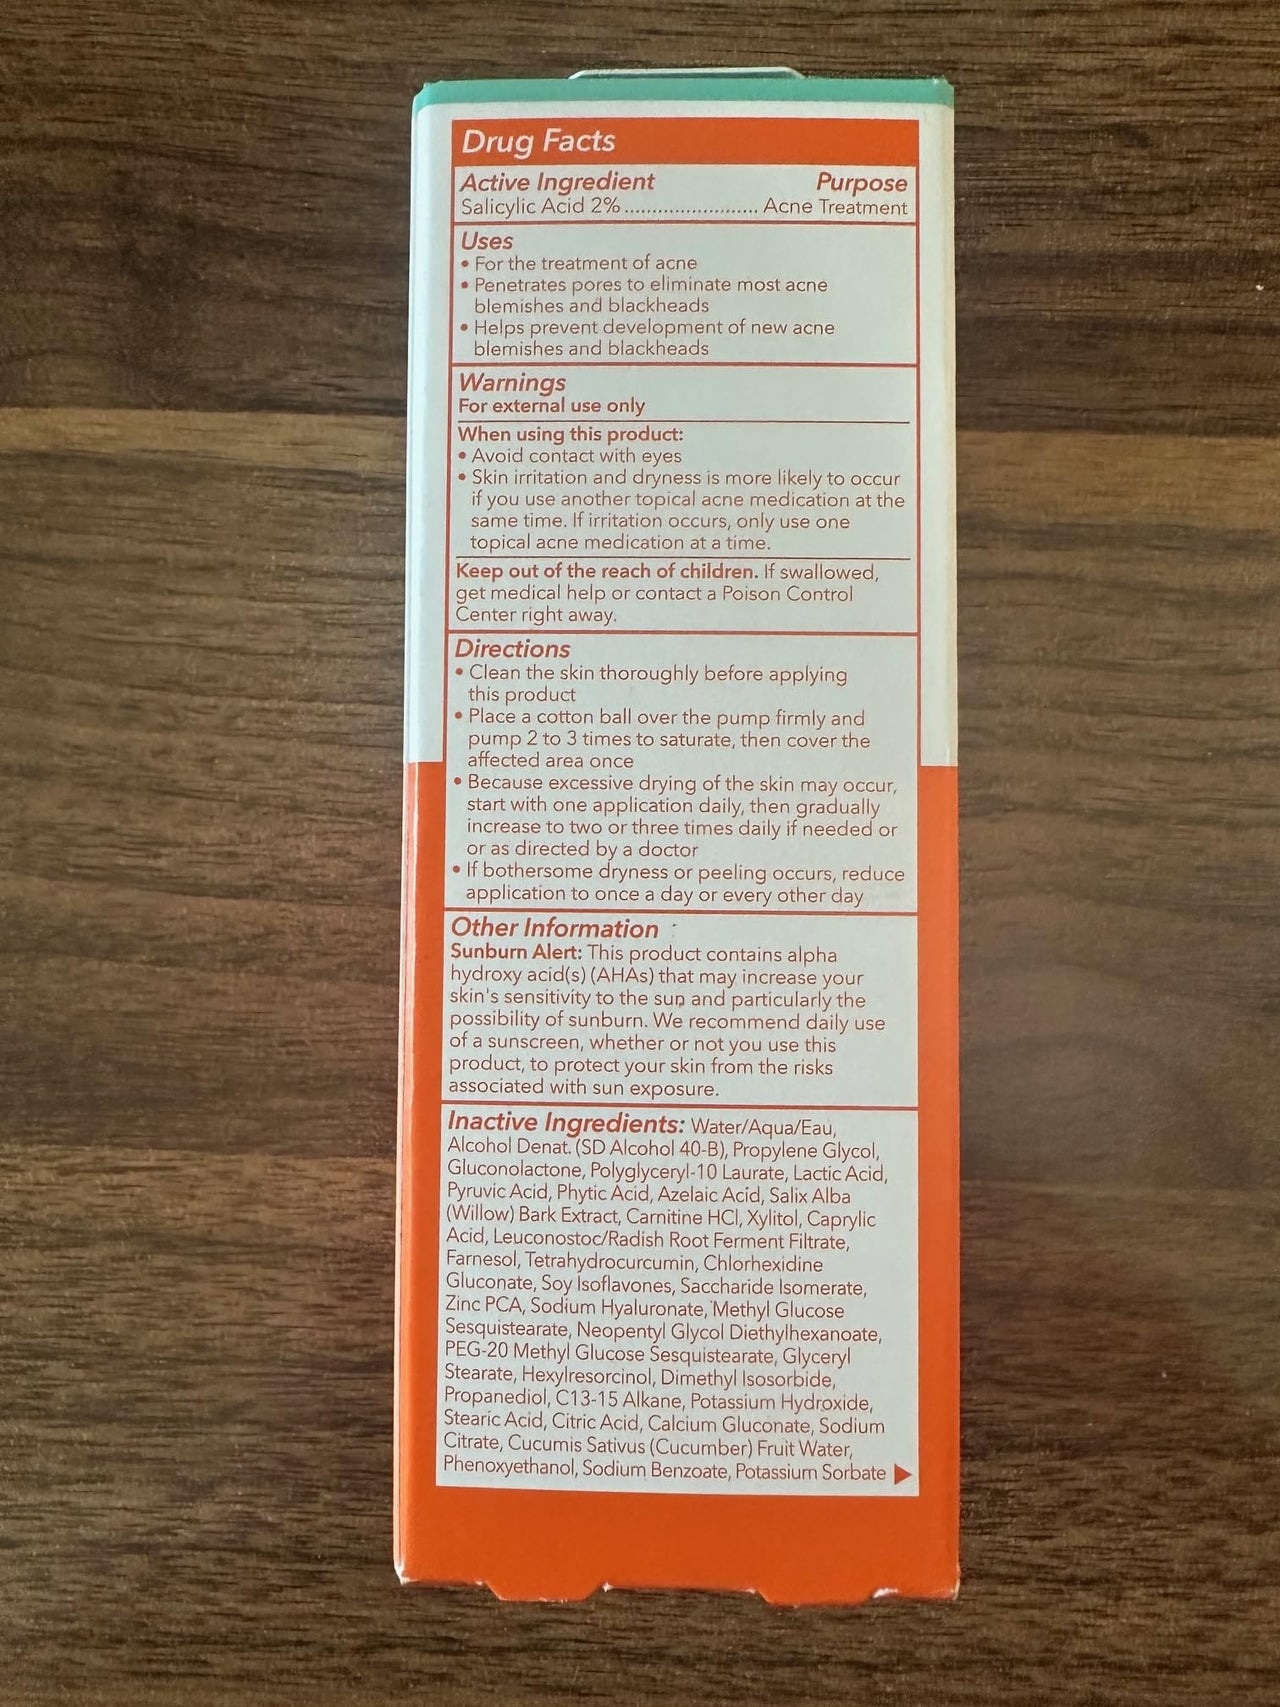 Drug Facts
Active Ingredient Purpose
Salicylic Acid 2%........................ Acne Treatment
Uses
• For the treatment of acne
• Penetrates pores to eliminate most acne
blemishes and blackheads
• Helps prevent development of new acne
blemishes and blackheads
Warnings
For external use only
When using this product:
• Avoid contact with eyes
• Skin irritation and dryness is more likely to occur
if you use another topical acne medication at the
same time. If irritation occurs, only use one
topical acne medication at a time.
Keep out of the reach of children. If swallowed,
get medical help or contact a Poison Control
Center right away.
Directions
• Clean the skin thoroughly before applying
this product
• Place a cotton ball over the pump firmly and
pump 2 to 3 times to saturate, then cover the
affected area once
• Because excessive drying of the skin may occur,
start with one application daily, then gradually
increase to two or three times daily if needed or
or as directed by a doctor
• If bothersome dryness or peeling occurs, reduce
application to once a day or every other day
Other Information
Sunburn Alert: This product contains alpha
hydroxy acid(s) (AHAs) that may increase your
skin's sensitivity to the sun and particularly the
possibility of sunburn. We recommend daily use
of a sunscreen, whether or not you use this
product, to protect your skin from the risks
associated with sun exposure.
Inactive Ingredients: Water/Aqua/Eau,
Alcohol Denat. (SD Alcohol 40-B), Propylene Glycol,
Gluconolactone, Polyglyceryl-10 Laurate, Lactic Acid,
Pyruvic Acid, Phytic Acid, Azelaic Acid, Salix Alba
(Willow) Bark Extract, Carnitine HCl, Xylitol, Caprylic
Acid, Leuconostoc/Radish Root Ferment Filtrate,
Farnesol, Tetrahydrocurcumin, Chlorhexidine
Gluconate, Soy Isoflavones, Saccharide Isomerate,
Zinc PCA, Sodium Hyaluronate, Methyl Glucose
Sesquistearate, Neopentyl Glycol Diethylhexanoate,
PEG-20 Methyl Glucose Sesquistearate, Glyceryl
Stearate, Hexylresorcinol, Dimethyl Isosorbide,
Propanediol, C13-15 Alkane, Potassium Hydroxide,
Stearic Acid, Citric Acid, Calcium Gluconate, Sodium
Citrate, Cucumis Sativus (Cucumber) Fruit Water,
Phenoxyethanol, Sodium Benzoate, Potassium Sorbate ▶